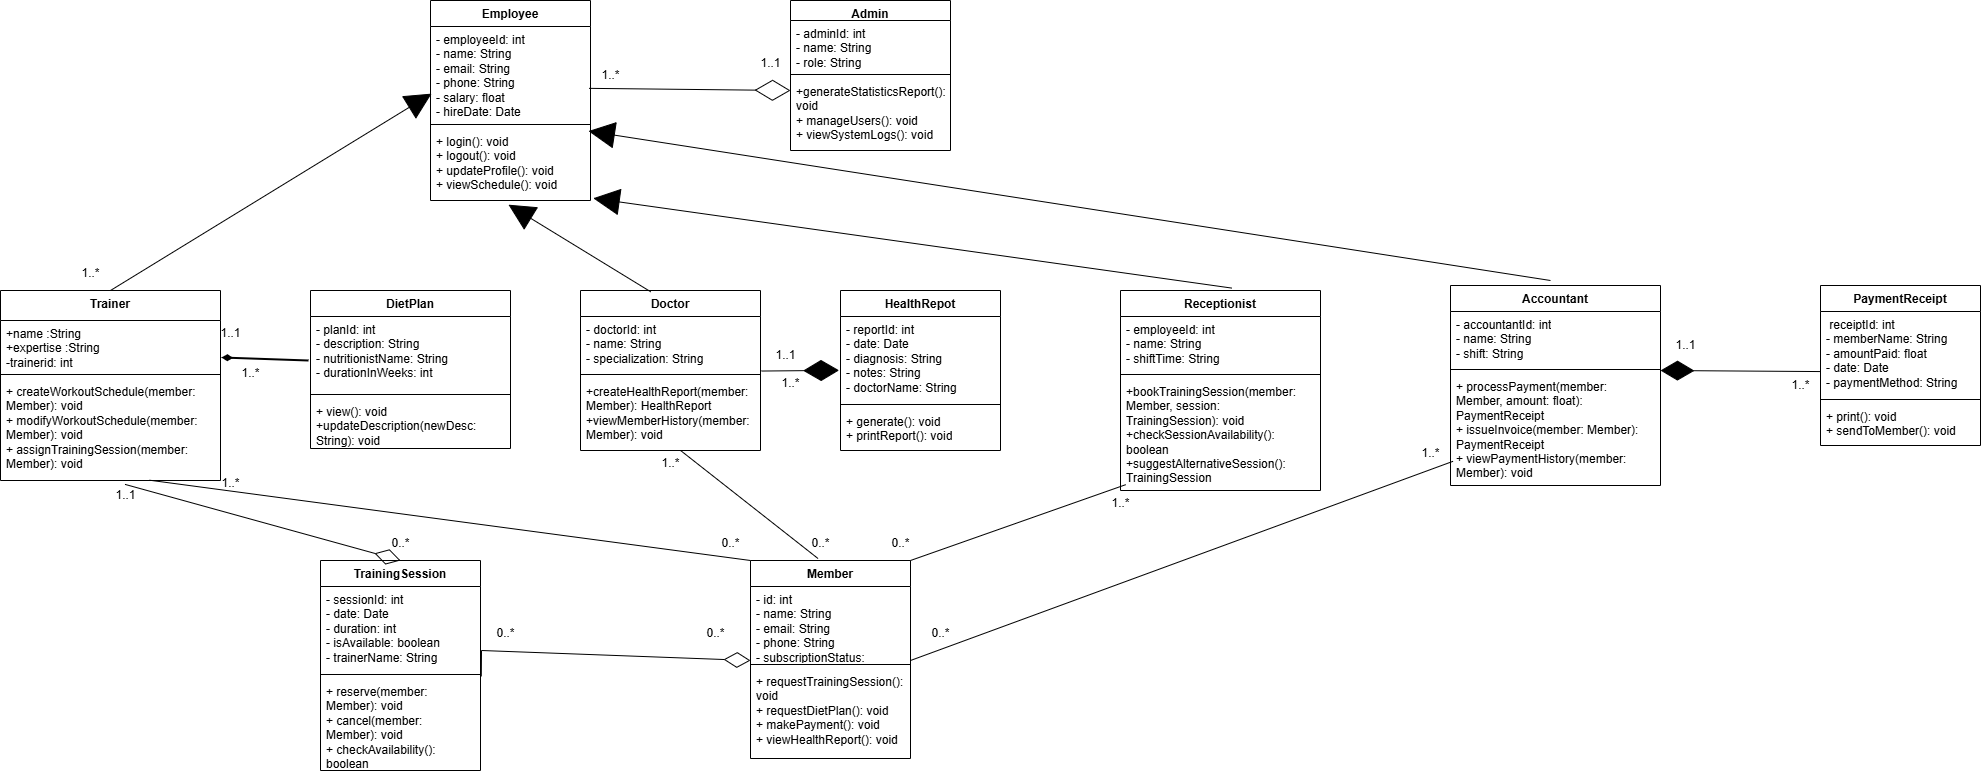 Employee
- employeeId: int
- name: String
- email: String
- phone: String
- salary: float
- hireDate: Date
+ login(): void
+ logout(): void
+ updateProfile(): void
+ viewSchedule(): void
1..*
1..1
Admin
- adminId: int
- name: String
- role: String
+generateStatisticsReport():
void
+ manageUsers(): void
+ viewSystemLogs(): void
1..*
Trainer
+name :String
+expertise :String
-trainerid: int
+ createWorkoutSchedule(member:
Member): void
+ modifyWorkoutSchedule(member:
Member): void
+ assignTrainingSession(member:
Member): void
1..1
1..*
DietPlan
- planId: int
- description: String
- nutritionistName: String
- durationInWeeks: int
+ view(): void
+updateDescription(newDesc:
String): void
Doctor
- doctorId: int
- name: String
- specialization: String
+createHealthReport(member:
Member): HealthReport
+viewMemberHistory(member:
Member): void
1..1
1..*
HealthRepot
- reportId: int
- date: Date
- diagnosis: String
- notes: String
- doctorName: String
+ generate(): void
+ printReport(): void
Receptionist
- employeeId: int
- name: String
- shiftTime: String
+bookTrainingSession(member:
Member, session:
TrainingSession): void
+checkSessionAvailability():
boolean
+suggestAlternativeSession():
TrainingSession
Accountant
- accountantId: int
- name: String
- shift: String
+ processPayment(member:
Member, amount: float):
PaymentReceipt
+ issueInvoice(member: Member):
PaymentReceipt
+ viewPaymentHistory(member:
Member): void
1..1
1..*
PaymentReceipt
receiptId: int
- memberName: String
- amountPaid: float
- date: Date
- paymentMethod: String
+ print(): void
+ sendToMember(): void
1..1
1..*
1..*
1..*
1..*
0..*
0..*
0..*
0..*
TrainingSession
- sessionId: int
- date: Date
- duration: int
- isAvailable: boolean
- trainerName: String
+ reserve(member:
Member): void
+ cancel(member:
Member): void
+ checkAvailability():
boolean
0..*
0..*
Member
- id: int
- name: String
- email: String
- phone: String
- subscriptionStatus:
+ requestTrainingSession():
void
+ requestDietPlan(): void
+ makePayment(): void
+ viewHealthReport(): void
0..*